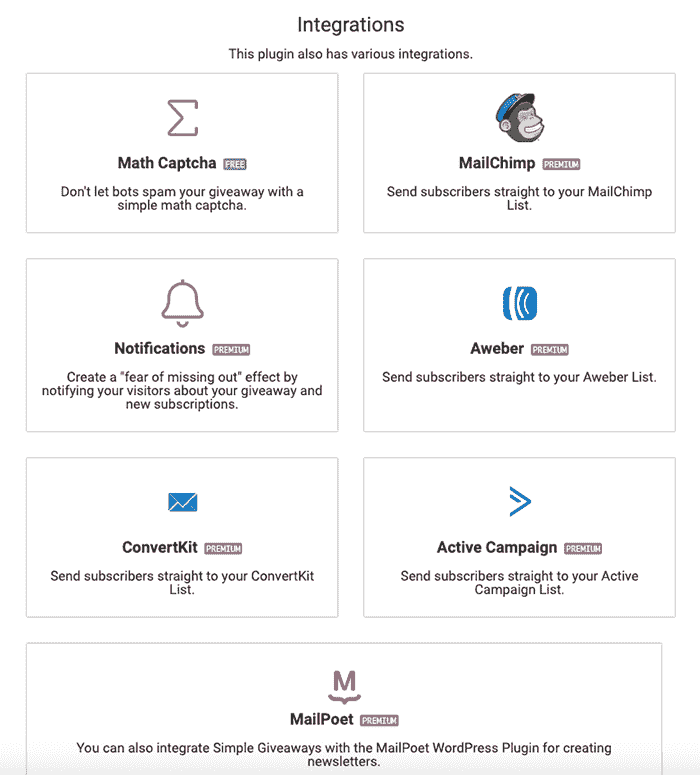 Integrations
This plugin also has various integrations.
Math Captcha FREE
Don't let bots spam your giveaway with a
simple math captcha.
MailChimp PREMIUM
Send subscribers straight to your MailChimp
List.
Notifications PREMIUM
Create a "fear of missing out" effect by
notifying your visitors about your giveaway and
new subscriptions.
Aweber PREMIUM
Send subscribers straight to your Aweber List.
ConvertKit PREMIUM
Send subscribers straight to your ConvertKit
List.
Active Campaign PREMIUM
Send subscribers straight to your Active
Campaign List.
M
MailPoet PREMIUM
You can also integrate Simple Giveaways with the MailPoet WordPress Plugin for creating
newsletters.